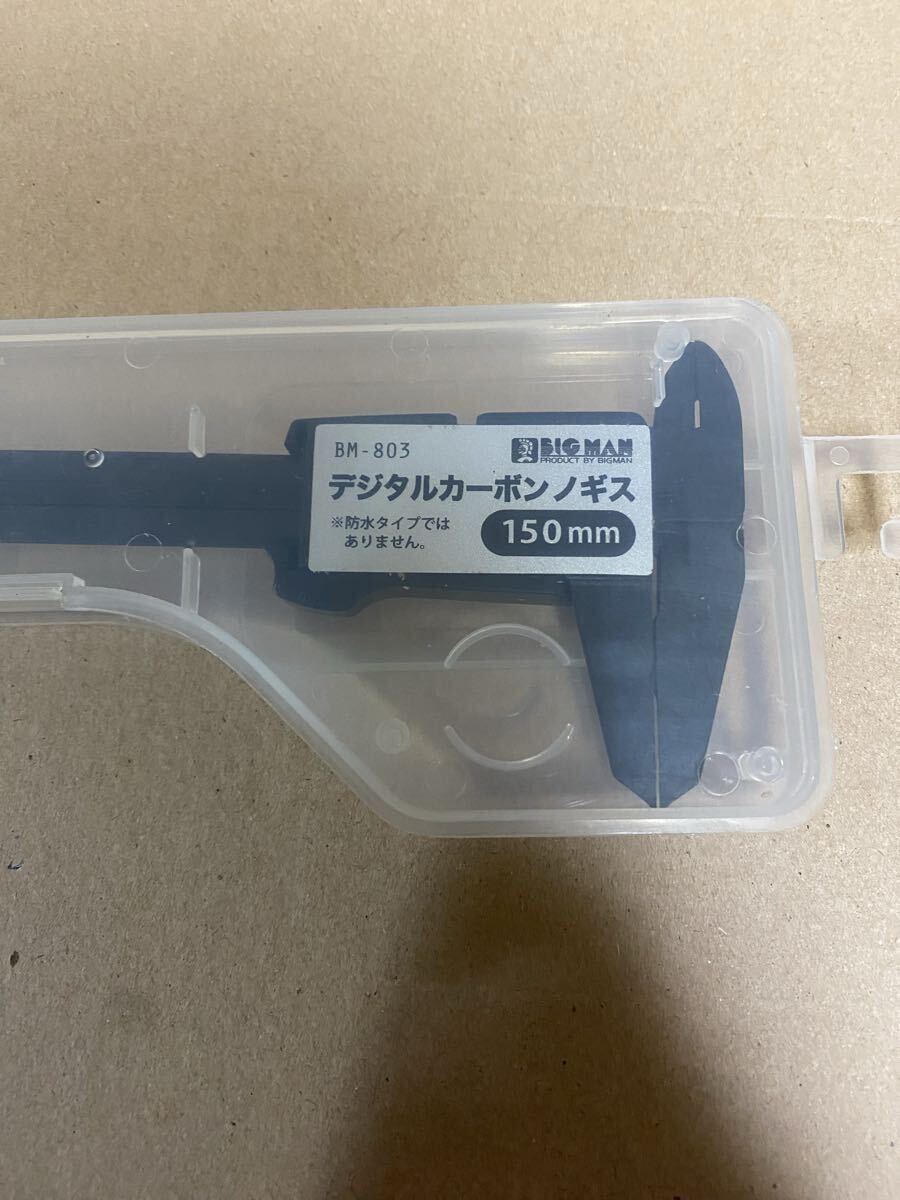 BM-803
BIG MAN
PRODUCT BY BIGMAN
デジタルカーボンノギス
※防水タイプでは
ありません。
150mm